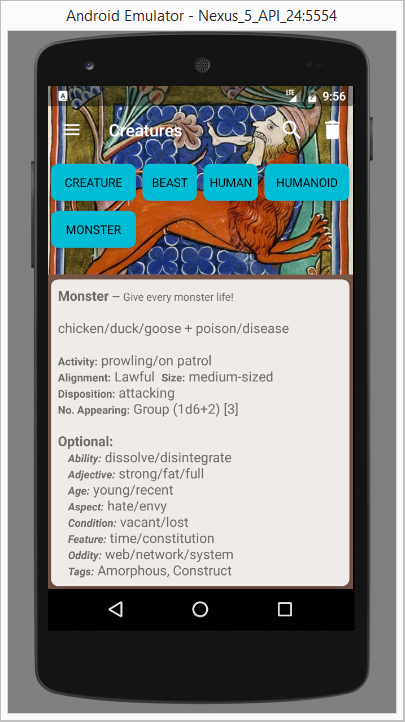 Android Emulator - Nexus_5_API_24:5554
A LTE 9:56
Creatures
CREATURE BEAST HUMAN HUMANOID
MONSTER
Monster – Give every monster life!
chicken/duck/goose + poison/disease
Activity: prowling/on patrol
Alignment: Lawful Size: medium-sized
Disposition: attacking
No. Appearing: Group (1d6+2) [3]
Optional:
Ability: dissolve/disintegrate
Adjective: strong/fat/full
Age: young/recent
Aspect: hate/envy
Condition: vacant/lost
Feature: time/constitution
Oddity: web/network/system
Tags: Amorphous, Construct